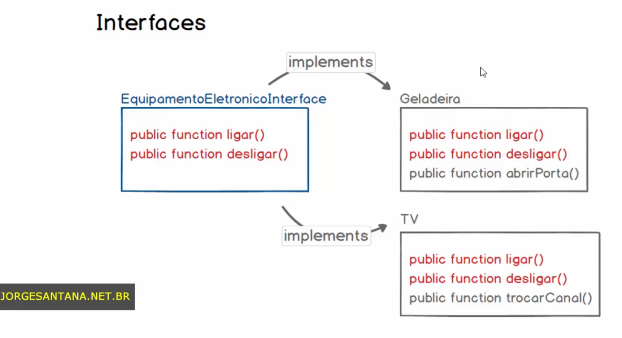 Interfaces
implements
EquipamentoEletronicoInterface
public function ligar()
public function desligar()
Geladeira
public function ligar()
public function desligar()
public function abrirPorta()
implements
TV
public function ligar()
public function desligar()
public function trocarCanal()
JORGESANTANA.NET.BR